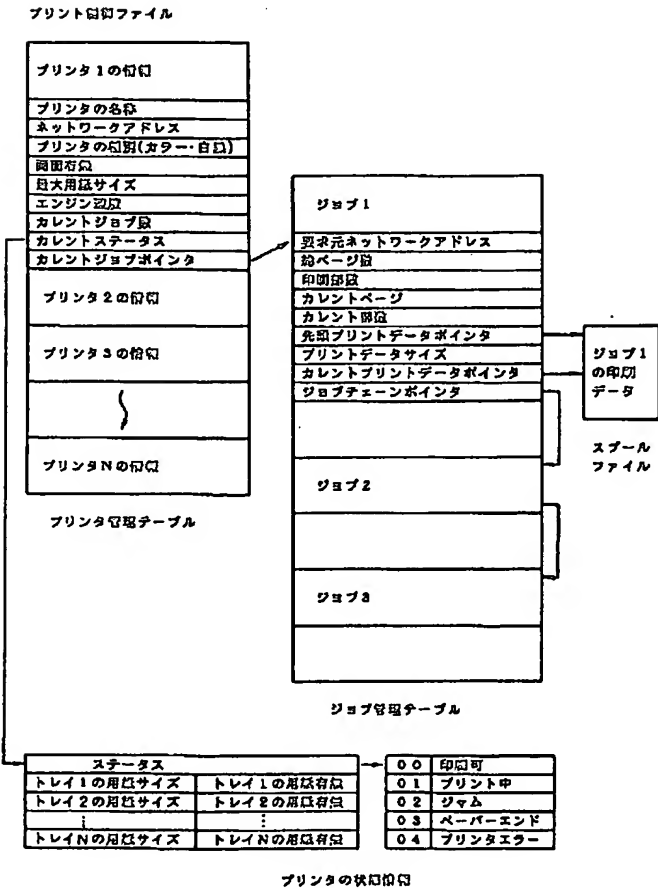 プリント制御ファイル
プリンタ1の情報
プリンタの名称
ネットワークアドレス
プリンタの種別(カラー・白黒)
両面有無
最大用紙サイズ
エンジン速度
カレントジョブ数
カレントステータス
カレントジョブポインタ
プリンタ2の情報
プリンタ3の情報
プリンタNの情報
プリンタ管理テーブル
ジョブ1
要求元ネットワークアドレス
総ページ数
印刷部数
カレントページ
カレント部数
先頭プリントデータポインタ
プリントデータサイズ
カレントプリントデータポインタ
ジョブチェーンポインタ
ジョブ2
ジョブ3
ジョブ管理テーブル
ジョブ1
の印刷
データ
スプール
ファイル
ステータス
トレイ1の用紙サイズ トレイ1の用紙有無
トレイ2の用紙サイズ トレイ2の用紙有無
トレイNの用紙サイズ トレイNの用紙有無
00 印刷可
01 プリント中
02 ジャム
03 ペーパーエンド
04 プリンタエラー
プリンタの状態情報